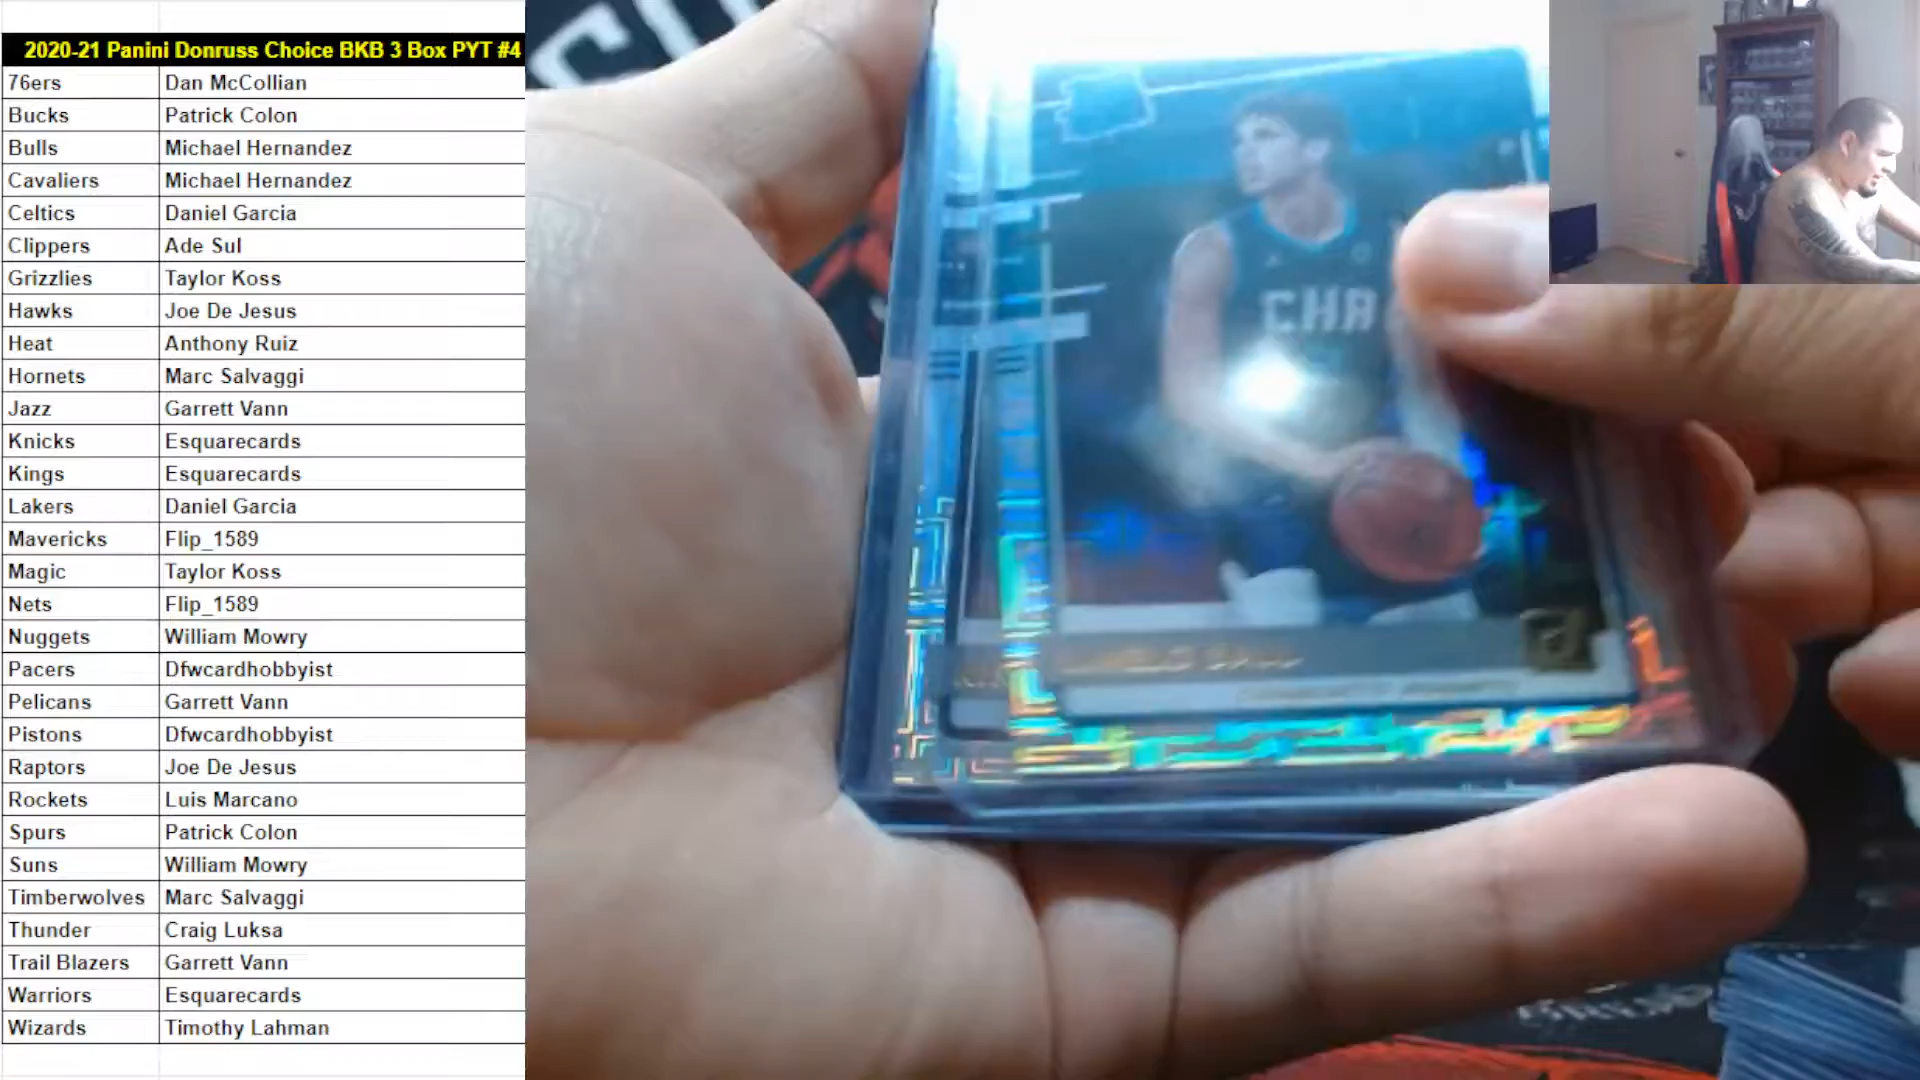 2020-21 Panini Donruss Choice BKB 3 Box PYT #4
76ers Dan McCollian
Bucks Patrick Colon
Bulls Michael Hernandez
Cavaliers Michael Hernandez
Celtics Daniel Garcia
Clippers Ade Sul
Grizzlies Taylor Koss
Hawks Joe De Jesus
Heat Anthony Ruiz
Hornets Marc Salvaggi
Jazz Garrett Vann
Knicks Esquarecards
Kings Esquarecards
Lakers Daniel Garcia
Mavericks Flip_1589
Magic Taylor Koss
Nets Flip_1589
Nuggets William Mowry
Pacers Dfwcardhobbyist
Pelicans Garrett Vann
Pistons Dfwcardhobbyist
Raptors Joe De Jesus
Rockets Luis Marcano
Spurs Patrick Colon
Suns William Mowry
Timberwolves Marc Salvaggi
Thunder Craig Luksa
Trail Blazers Garrett Vann
Warriors Esquarecards
Wizards Timothy Lahman
CHA